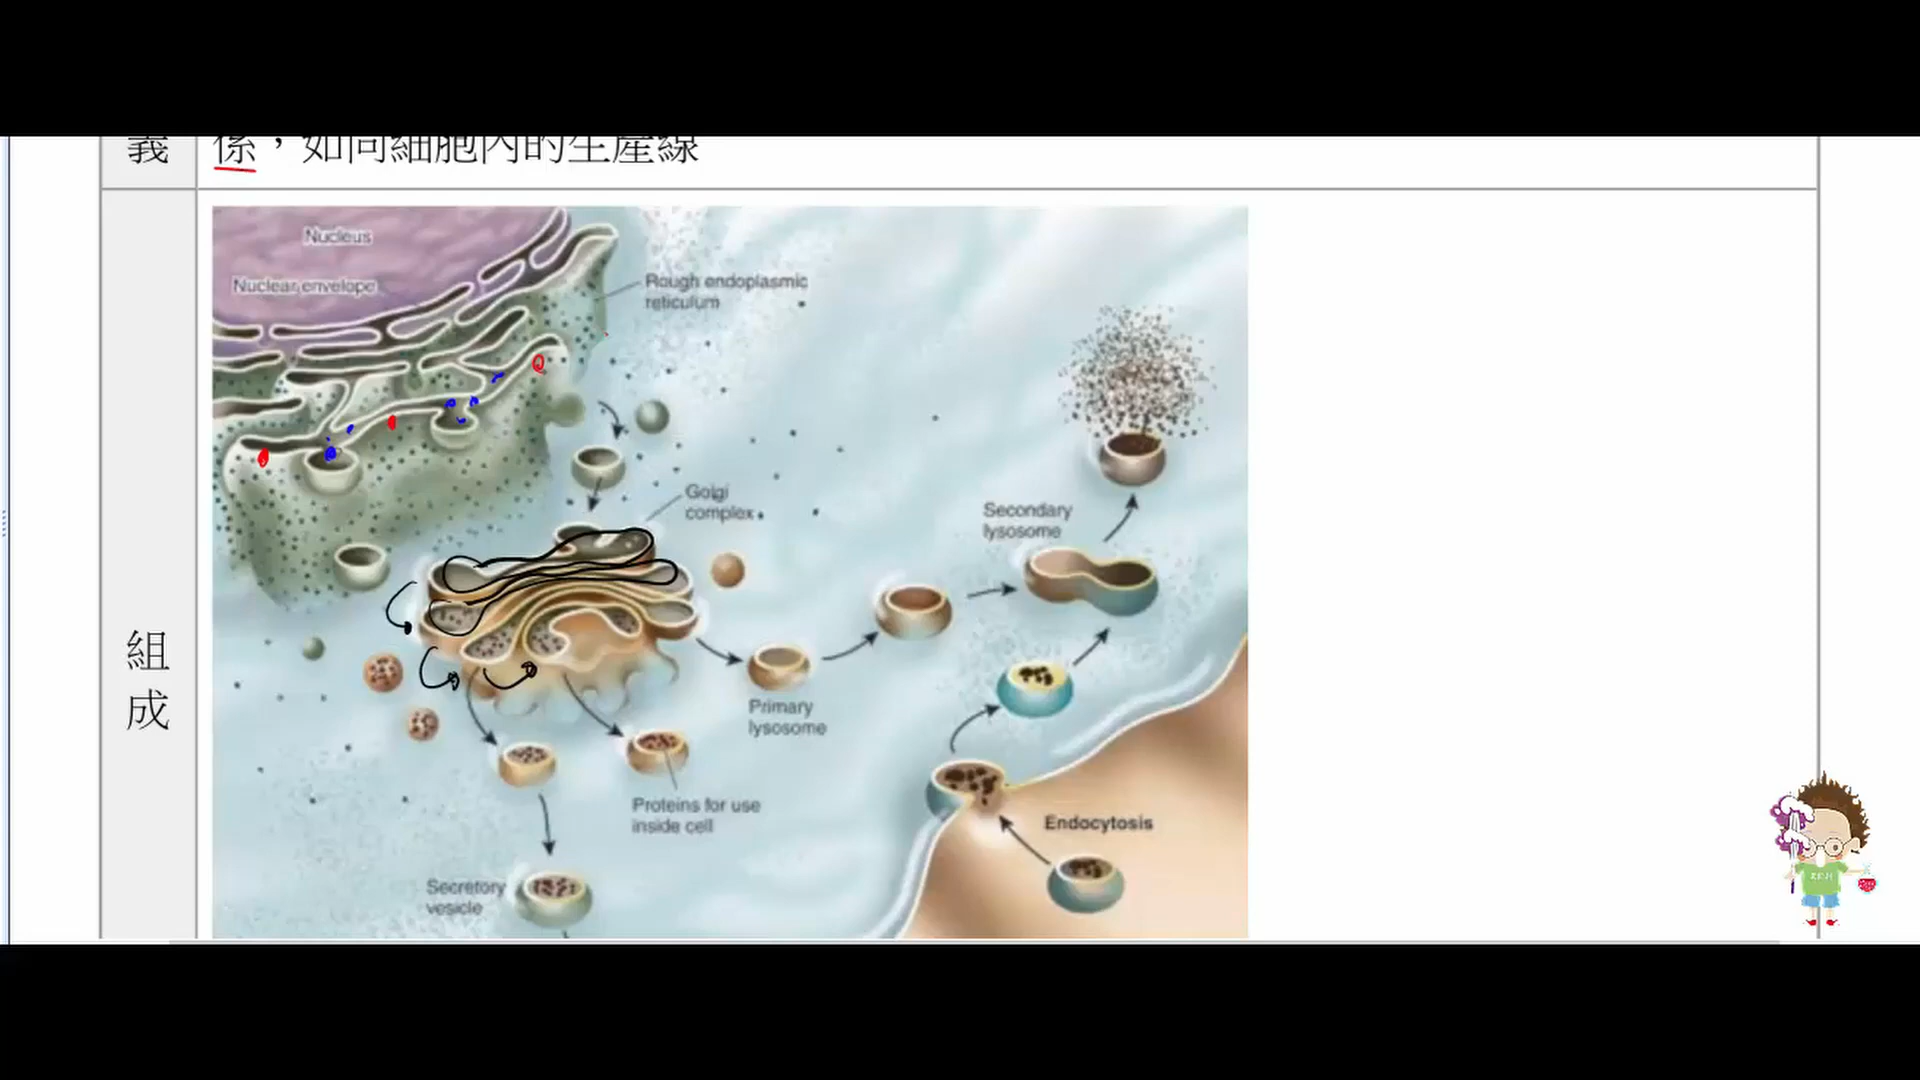 義
係，如同細胞內的生產線
Nucleus
Nuclear envelope
Rough endoplasmic
reticulum
Golgi
complex
Secondary
lysosome
組
成
Primary
lysosome
Proteins for use
inside cell
Endocytosis
Secretory
vesicle